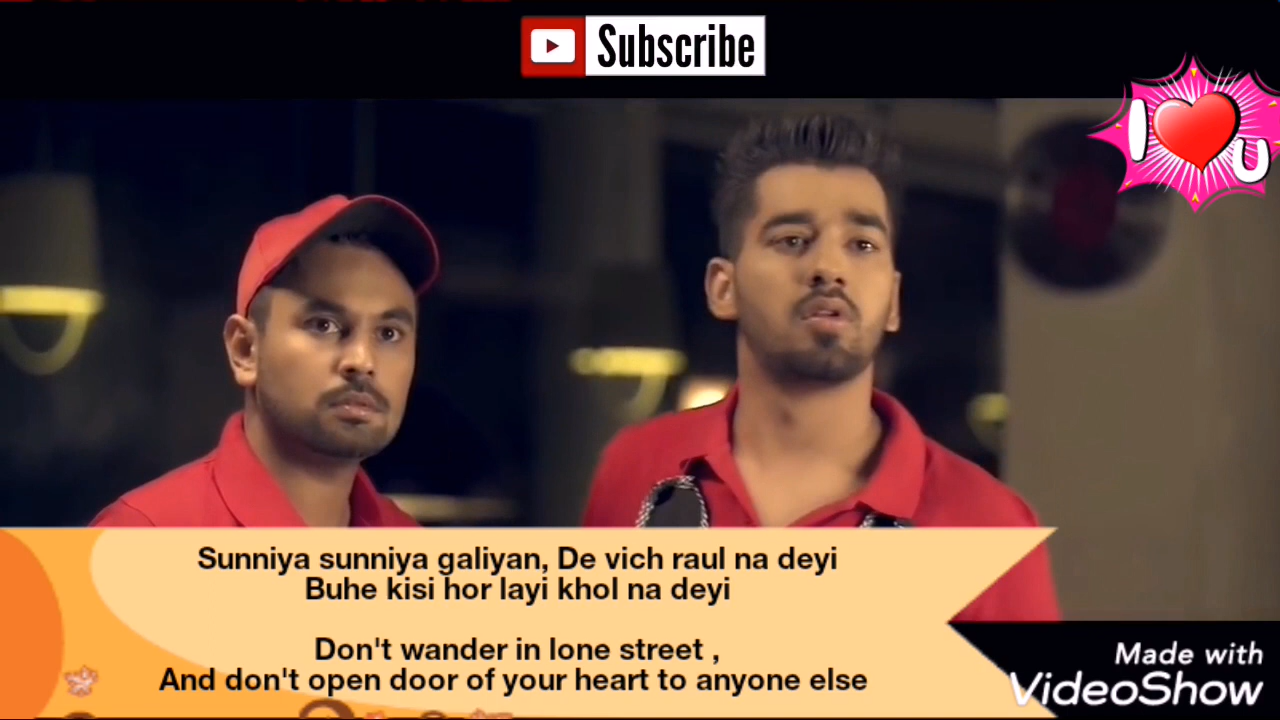 Subscribe
I U
Sunniya sunniya galiyan, De vich raul na deyi
Buhe kisi hor layi khol na deyi
Don't wander in lone street ,
And don't open door of your heart to anyone else
Made with
VideoShow